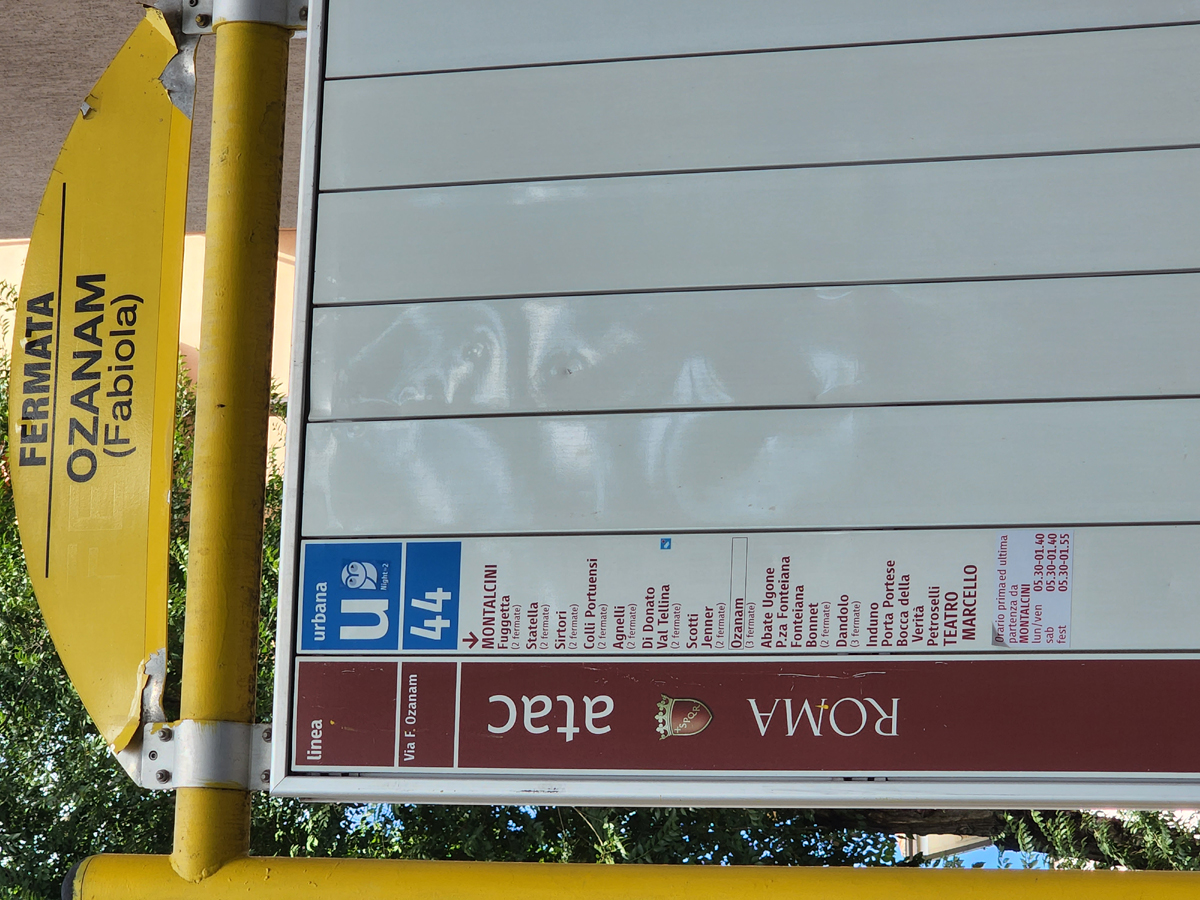 FERMATA
OZANAM
(Fabiola)
linea
Via F. Ozanam
atac
SPQR
ROMA
urbana
u
Night>2
44
MONTALCINI
Fuggetta
(2 fermate)
Statella
(2 fermate)
Sirtori
(2 fermate)
Colli Portuensi
(2 fermate)
Agnelli
(2 fermate)
Di Donato
Val Tellina
(2 fermate)
Scotti
Jenner
(2 fermate)
Ozanam
(3 fermate)
Abate Ugone
P.za Fonteiana
Fonteiana
Bonnet
(2 fermate)
Dandolo
(3 fermate)
Induno
Porta Portese
Bocca della
Verità
Petroselli
TEATRO
MARCELLO
Orario prima ed ultima
partenza da
MONTALCINI
lun/ven 05.30-01.40
sab 05.30-01.40
fest 05.30-01.55